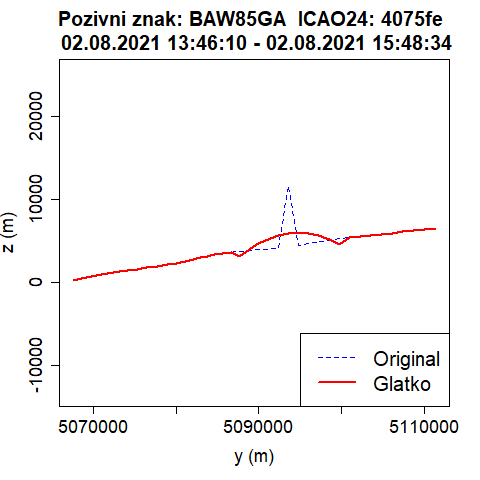 Pozivni znak: BAW85GA ICAO24: 4075fe
02.08.2021 13:46:10 - 02.08.2021 15:48:34
z (m)
20000
10000
0
-10000
Original
Glatko
5070000 5090000 5110000
y (m)